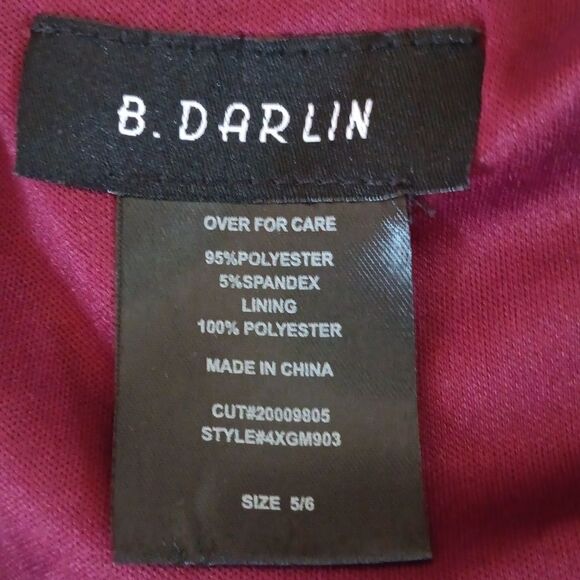 B. DARLIN
OVER FOR CARE
95%POLYESTER
5%SPANDEX
LINING
100% POLYESTER
MADE IN CHINA
CUT#20009805
STYLE#4XGM903
SIZE 5/6